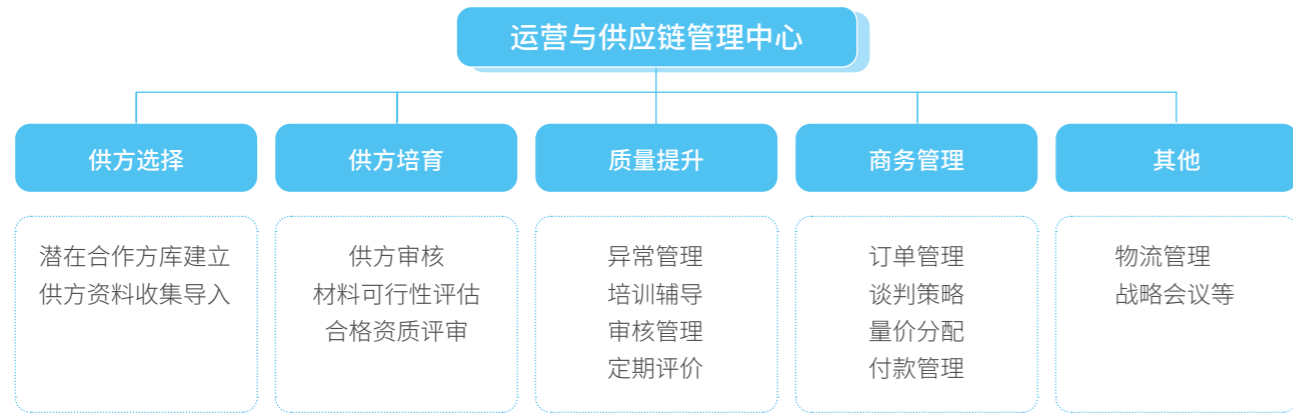 运营与供应链管理中心
供方选择
供方培育
质量提升
商务管理
其他
潜在合作方库建立
供方资料收集导入
供方审核
材料可行性评估
合格资质评审
异常管理
培训辅导
审核管理
定期评价
订单管理
谈判策略
量价分配
付款管理
物流管理
战略会议等